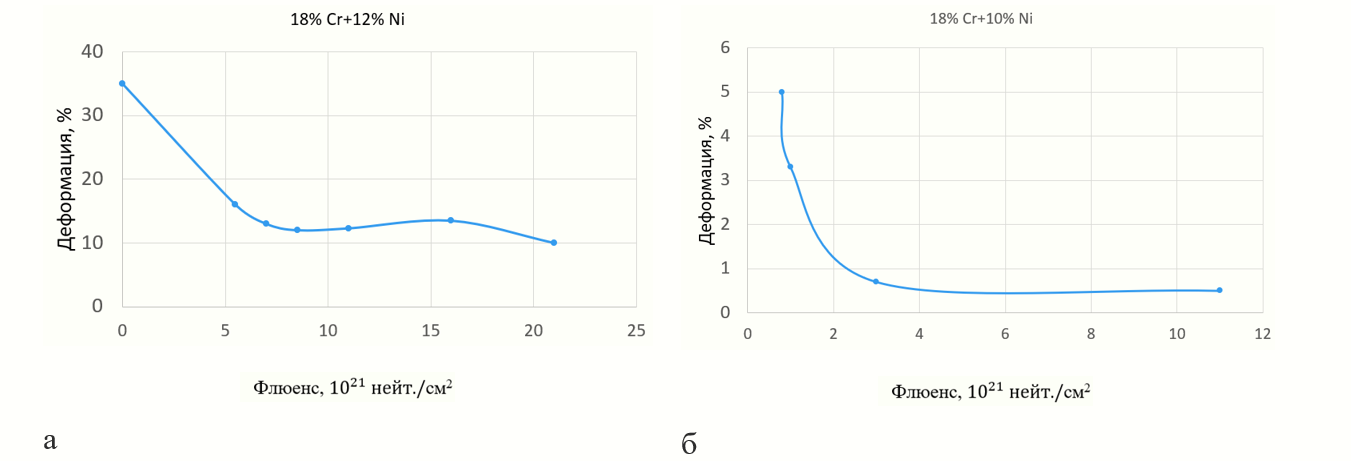 18% Cr+12% Ni
Деформация, %
40
30
20
10
0
0 5 10 15 20 25
Флюенс, 10²¹ нейт./см²
а
18% Cr+10% Ni
Деформация, %
6
5
4
3
2
1
0
0 2 4 6 8 10 12
Флюенс, 10²¹ нейт./см²
б